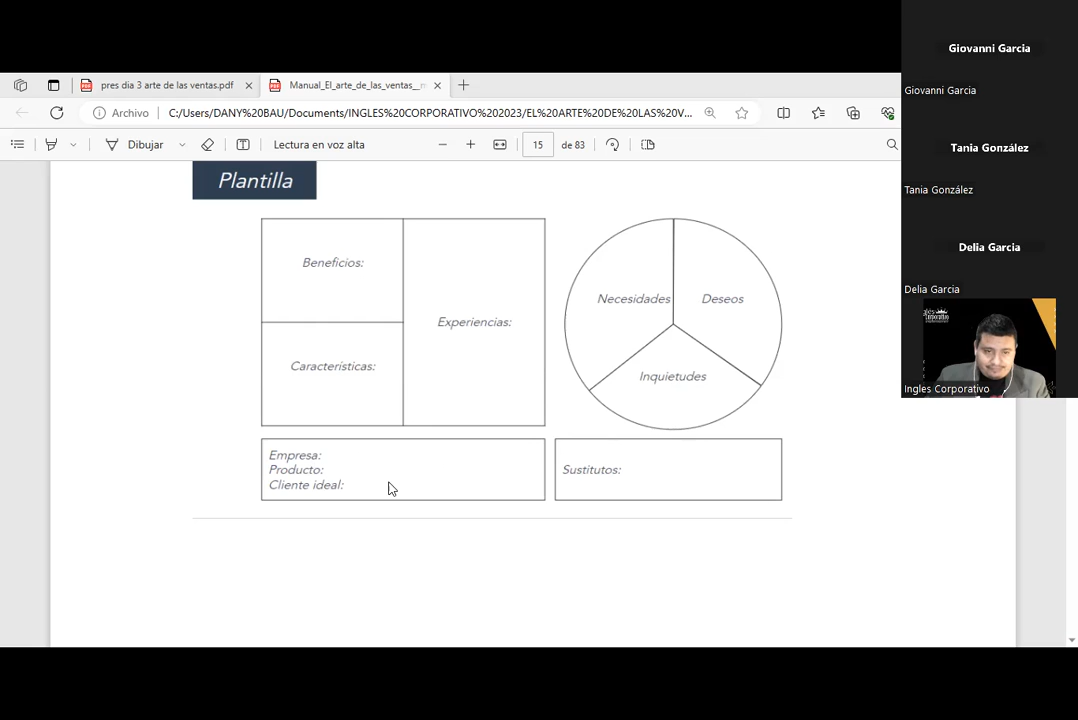 Giovanni Garcia
Giovanni Garcia
Tania González
Tania González
Delia Garcia
Delia Garcia
Ingles Corporativo
pres dia 3 arte de las ventas.pdf
Manual_El_arte_de_las_ventas_
Archivo
C:/Users/DANY%20BAU/Documents/INGLES%20CORPORATIVO%202023/EL%20ARTE%20DE%20LAS%20V...
Dibujar
Lectura en voz alta
15
de 83
Plantilla
Beneficios:
Características:
Experiencias:
Necesidades
Deseos
Inquietudes
Empresa:
Producto:
Cliente ideal:
Sustitutos: